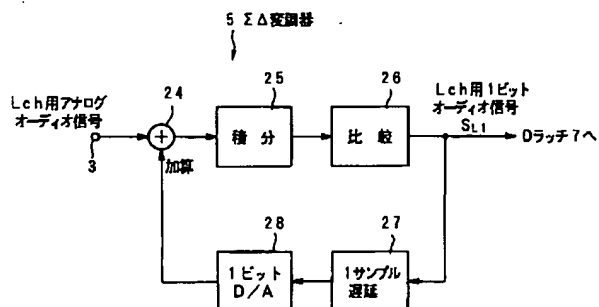 5 ΣΔ変調器
Lch用アナログ
オーディオ信号
3
24
加算
25
積分
26
比較
Lch用1ビット
オーディオ信号
SL1
Dラッチ7へ
28
1ビット
D/A
27
1サンプル
遅延